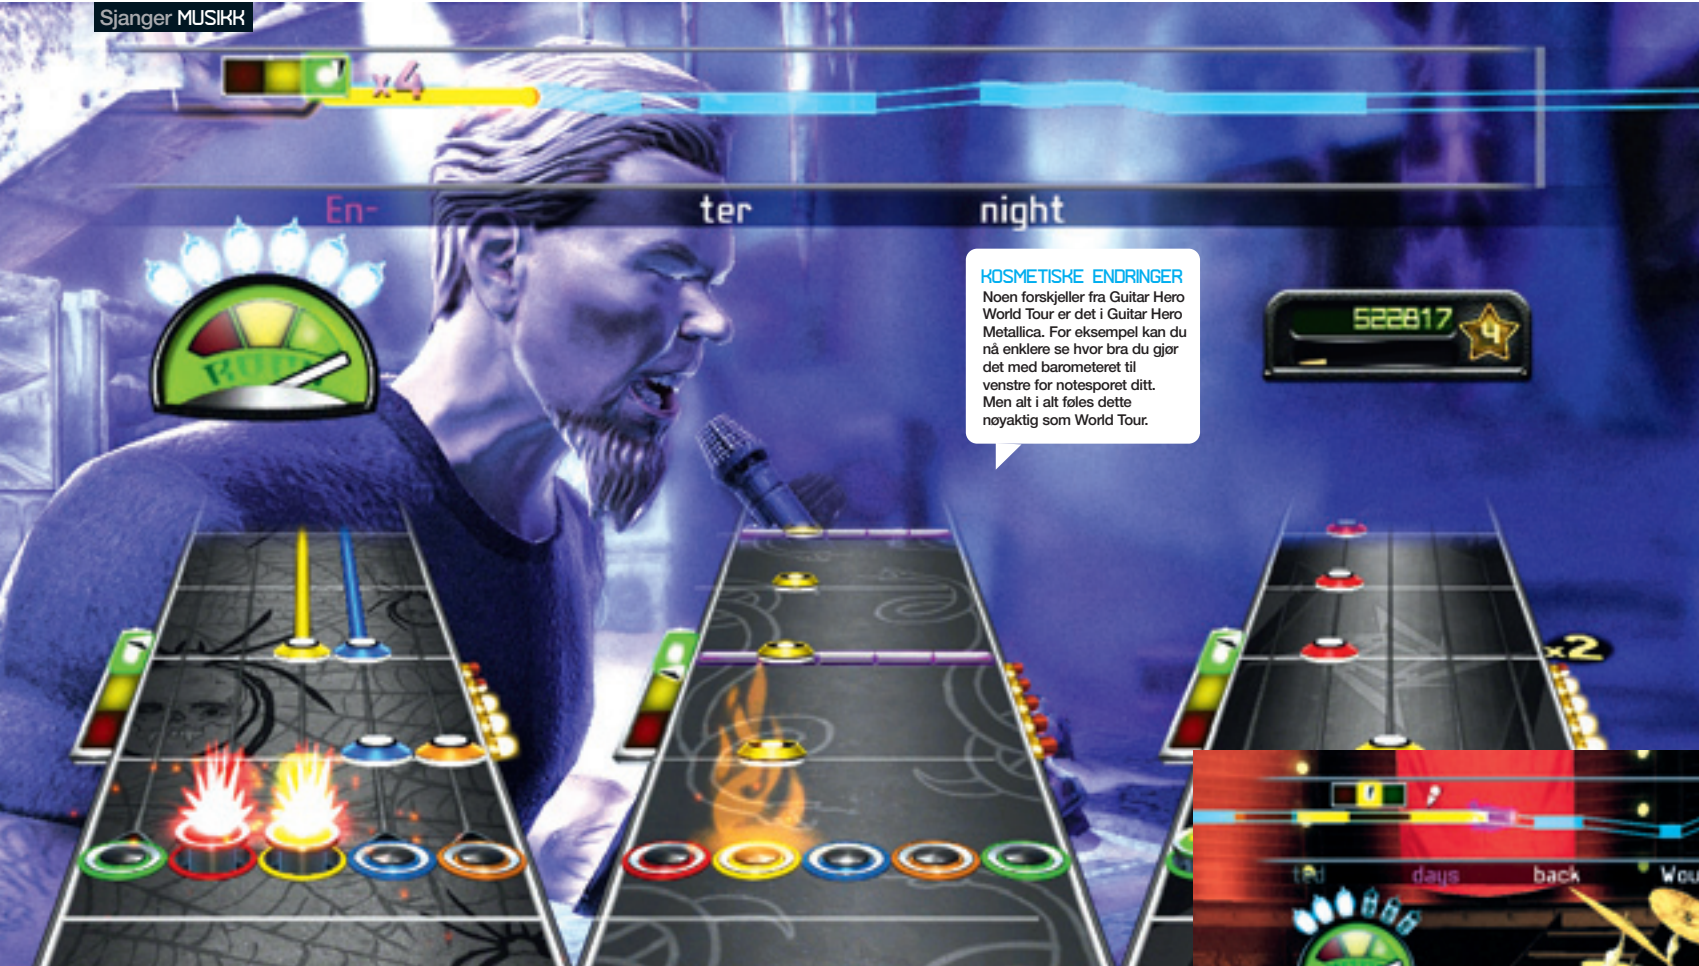 Sjanger MUSIKK
x4
En- ter night
KOSMETISKE ENDRINGER
Noen forskjeller fra Guitar Hero
World Tour er det i Guitar Hero
Metallica. For eksempel kan du
nå enklere se hvor bra du gjør
det med barometeret til
venstre for notesporet ditt.
Men alt i alt føles dette
nøyaktig som World Tour.
522817
4
x2
ted days back Wou